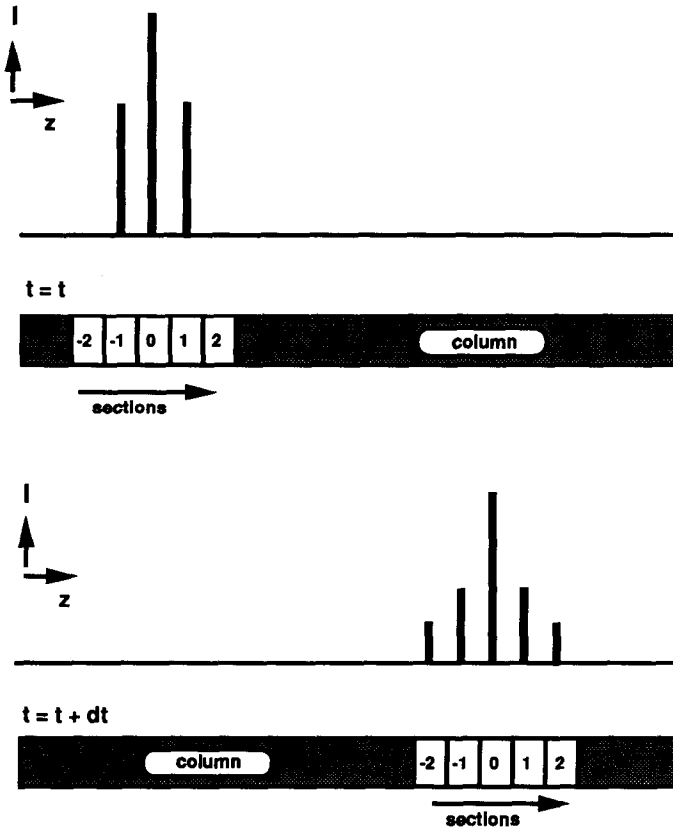 I
z
t = t
-2 -1 0 1 2
column
sections
I
z
t = t + dt
column
-2 -1 0 1 2
sections